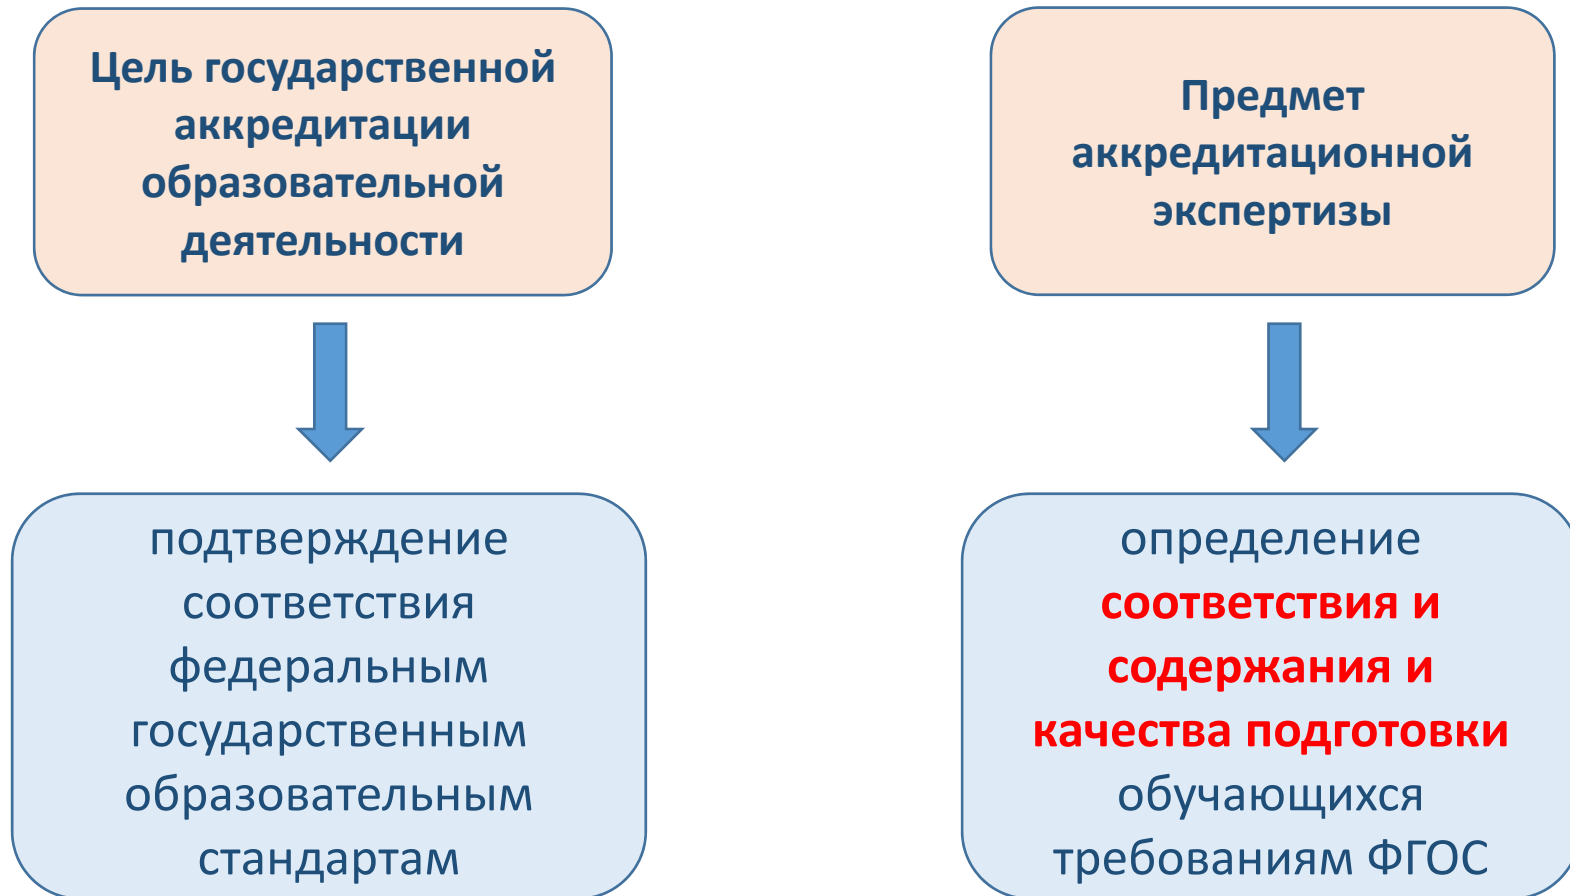 Цель государственной
аккредитации
образовательной
деятельности
подтверждение
соответствия
федеральным
государственным
образовательным
стандартам
Предмет
аккредитационной
экспертизы
определение
соответствия и
содержания и
качества подготовки
обучающихся
требованиям ФГОС